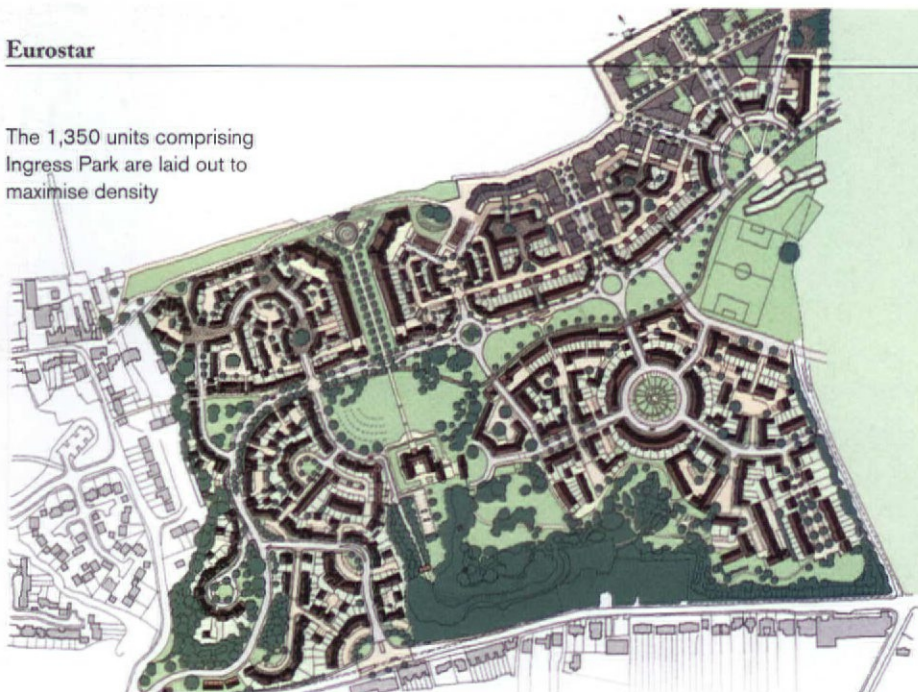 Eurostar
The 1,350 units comprising
Ingress Park are laid out to
maximise density